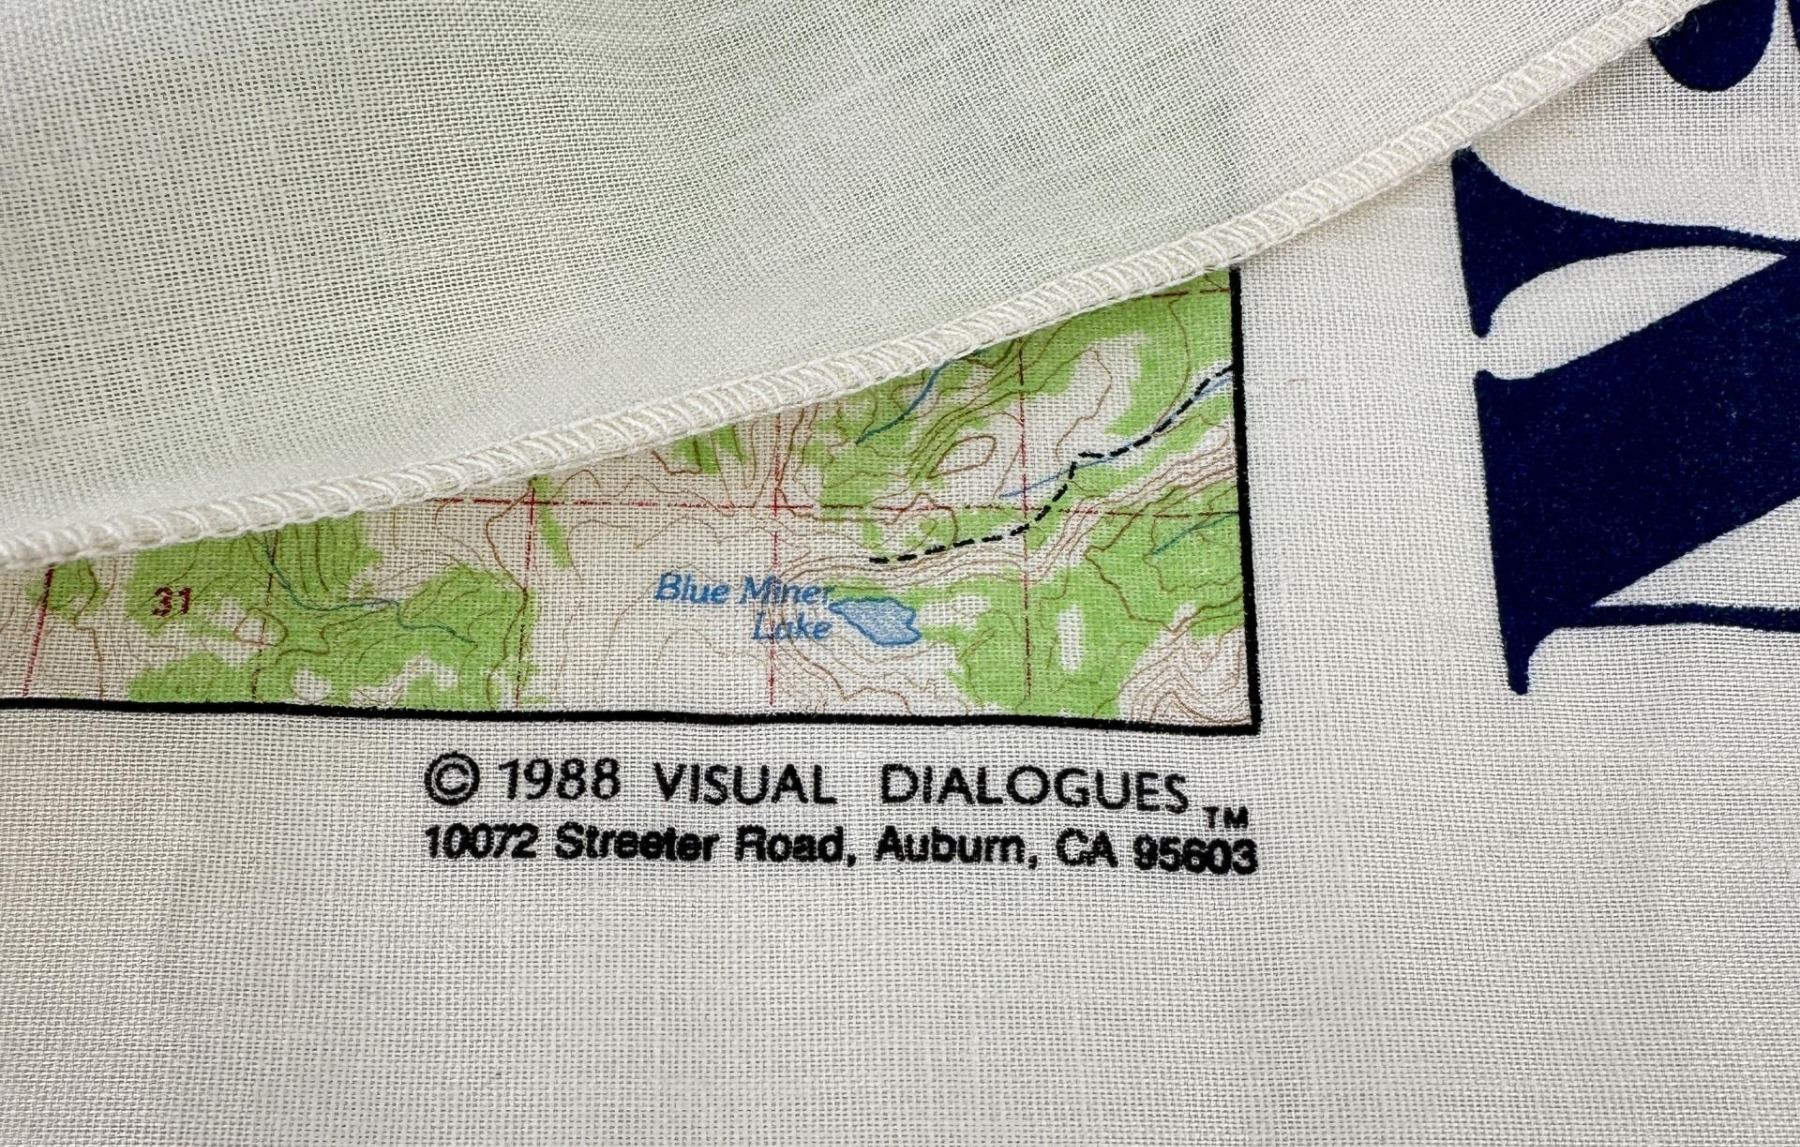 31
Blue Miner
Lake
© 1988 VISUAL DIALOGUES TM
10072 Streeter Road, Auburn, CA 95603